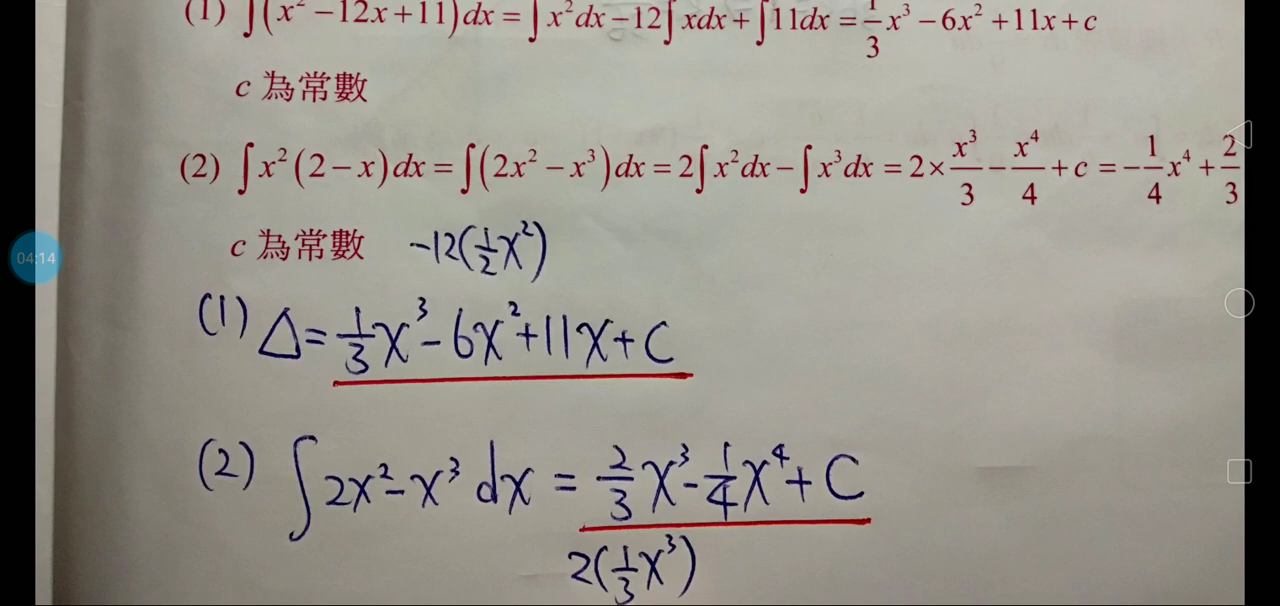 (1) ∫(x² −12x+11)dx = ∫x²dx −12∫xdx + ∫11dx = 1/3 x³ − 6x² +11x + c
c 為常數
(2) ∫x²(2−x)dx = ∫(2x² − x³)dx = 2∫x²dx − ∫x³dx = 2× x³/3 − x⁴/4 + c = −1/4 x⁴ + 2/3
c 為常數 −12(1/2 x²)
04:14
(1) △= 1/3 x³ − 6x² + 11x + C
(2) ∫ 2x² − x³ dx = 2/3 x³ − 1/4 x⁴ + C
2(1/3 x³)